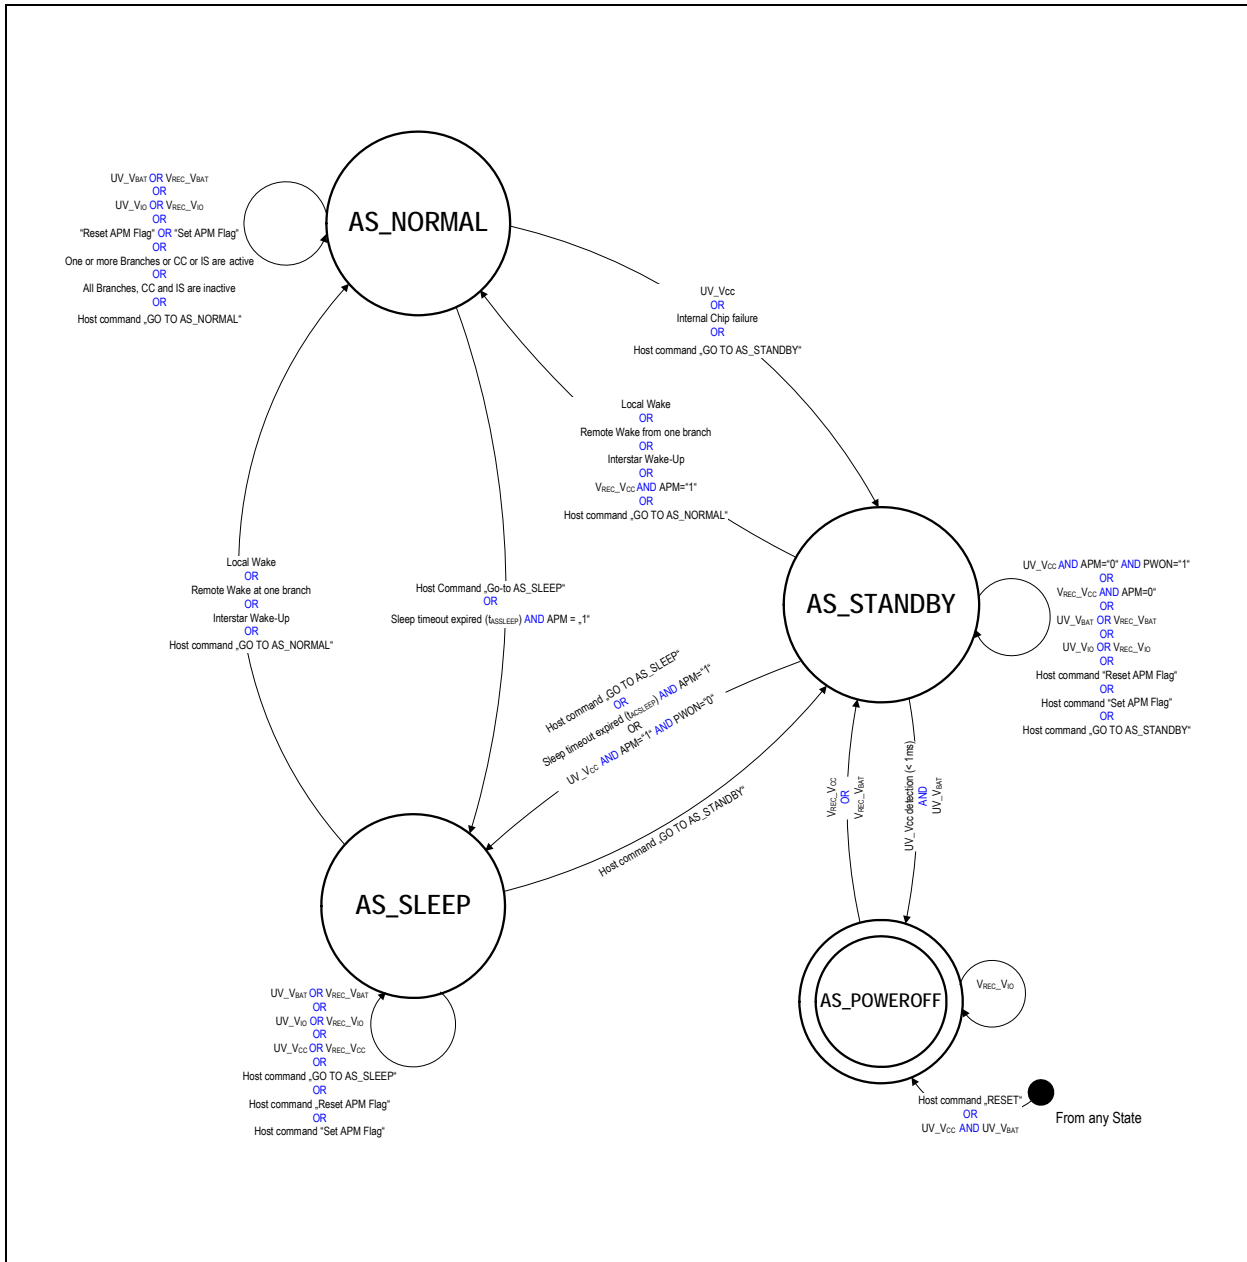 UV_VBAT OR VREC_VBAT
OR
UV_VIO OR VREC_VIO
OR
"Reset APM Flag" OR "Set APM Flag"
OR
One or more Branches or CC or IS are active
OR
All Branches, CC and IS are inactive
OR
Host command „GO TO AS_NORMAL“
AS_NORMAL
UV_Vcc
OR
Internal Chip failure
OR
Host command „GO TO AS_STANDBY“
Local Wake
OR
Remote Wake from one branch
OR
Interstar Wake-Up
OR
VREC_VCC AND APM=“1”
OR
Host command „GO TO AS_NORMAL“
Local Wake
OR
Remote Wake at one branch
OR
Interstar Wake-Up
OR
Host command „GO TO AS_NORMAL“
Host Command „Go-to AS_SLEEP“
OR
Sleep timeout expired (tASSLEEP) AND APM = „1“
AS_STANDBY
UV_VCC AND APM=“0” AND PWON=“1”
OR
VREC_VCC AND APM=0“
OR
UV_VBAT OR VREC_VBAT
OR
UV_VIO OR VREC_VIO
OR
Host command “Reset APM Flag”
OR
Host command “Set APM Flag”
OR
Host command „GO TO AS_STANDBY“
Host command „GO TO AS_SLEEP“
OR
Sleep timeout expired (tACSLEEP) AND APM=“1”
OR
UV_VCC AND APM=“1” AND PWON=“0”
Host command „GO TO AS_STANDBY“
VREC_VCC
OR
VREC_VBAT
UV_Vcc detection (< 1ms)
AND
UV_VBAT
AS_SLEEP
UV_VBAT OR VREC_VBAT
OR
UV_VIO OR VREC_VIO
OR
UV_VCC OR VREC_VCC
OR
Host command „GO TO AS_SLEEP“
OR
Host command „Reset APM Flag“
OR
Host command “Set APM Flag”
AS_POWEROFF
VREC_VIO
Host command „RESET“
OR
UV_VCC AND UV_VBAT
From any State